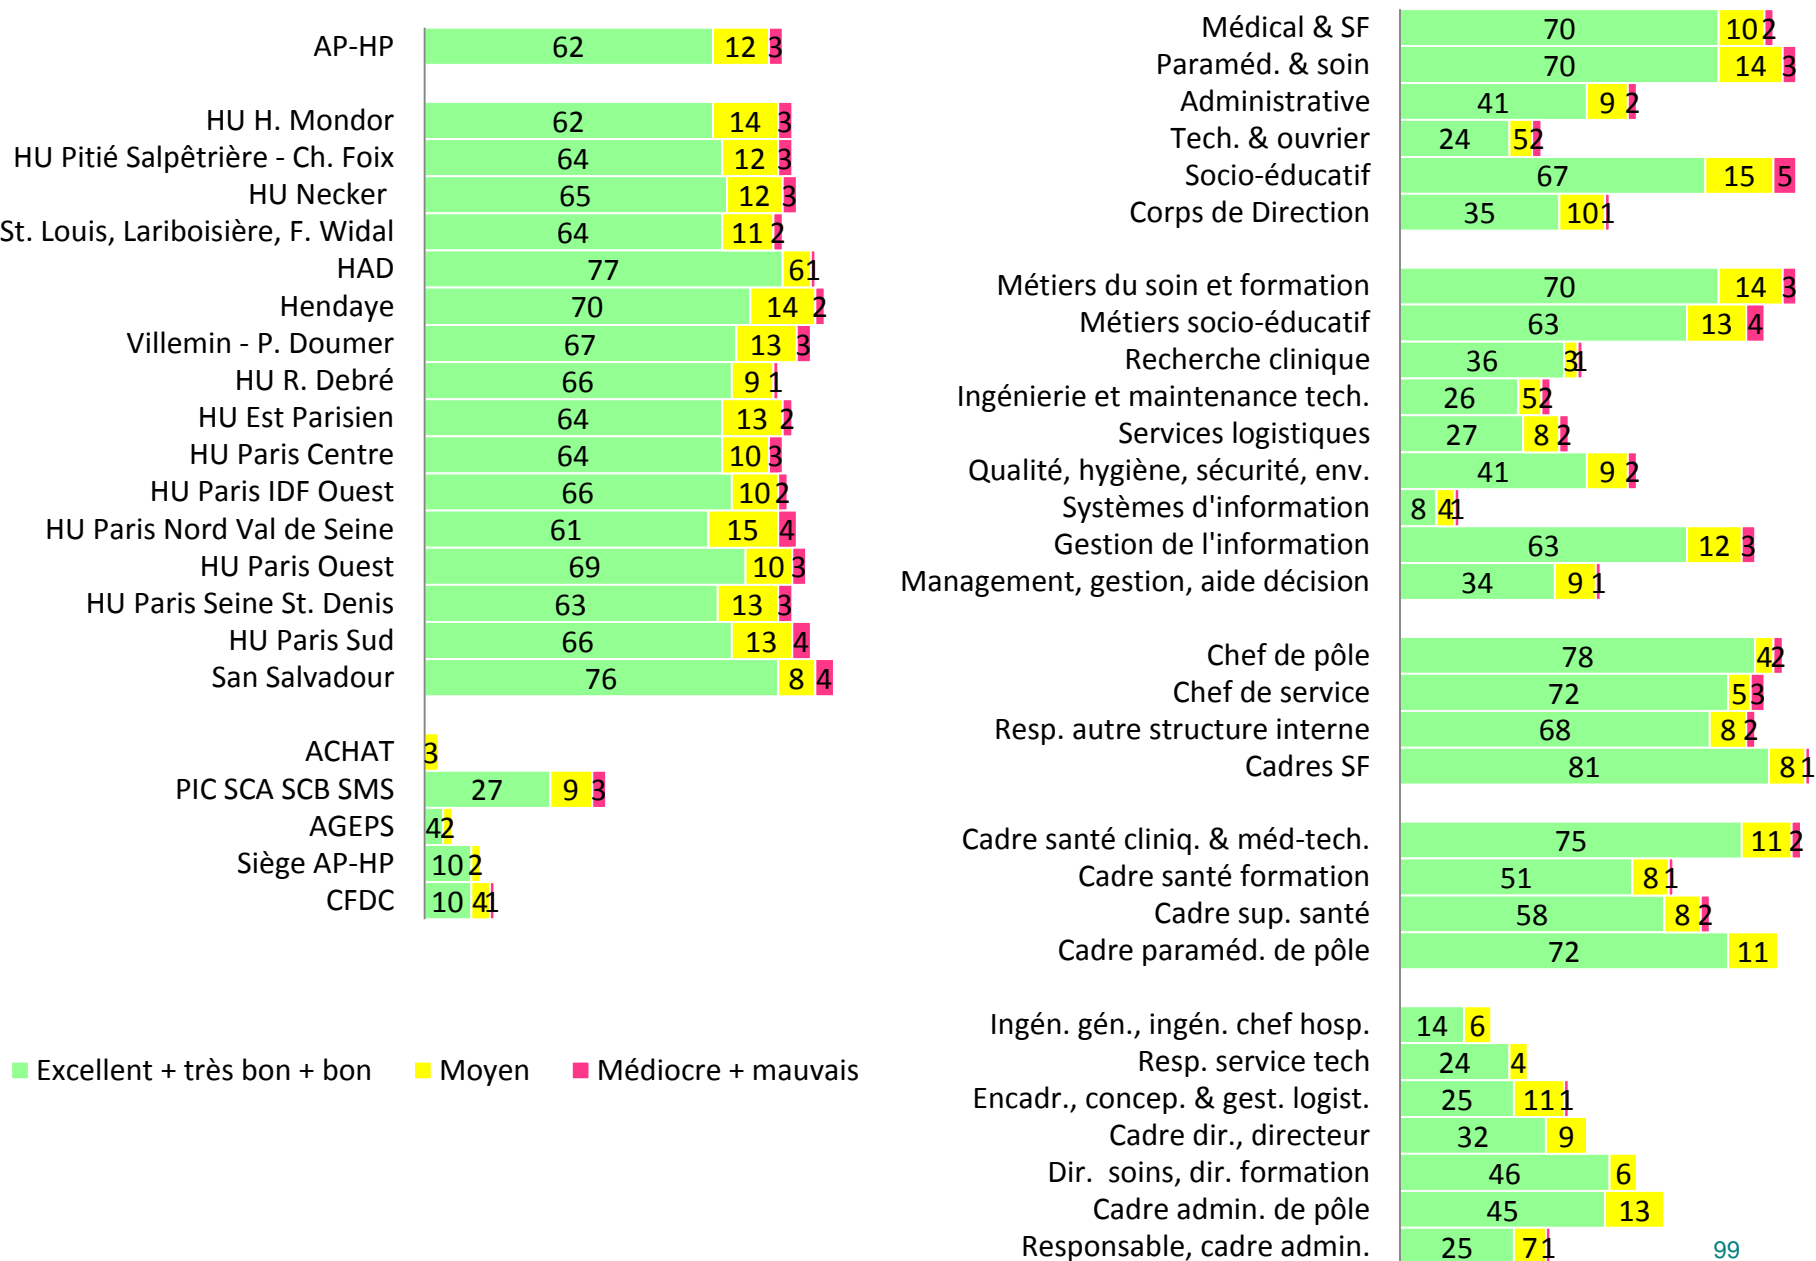 AP-HP 62 12 3
HU H. Mondor 62 14 3
HU Pitié Salpêtrière - Ch. Foix 64 12 3
HU Necker 65 12 3
St. Louis, Lariboisière, F. Widal 64 11 2
HAD 77 6 1
Hendaye 70 14 2
Villemin - P. Doumer 67 13 3
HU R. Debré 66 9 1
HU Est Parisien 64 13 2
HU Paris Centre 64 10 3
HU Paris IDF Ouest 66 10 2
HU Paris Nord Val de Seine 61 15 4
HU Paris Ouest 69 10 3
HU Paris Seine St. Denis 63 13 3
HU Paris Sud 66 13 4
San Salvadour 76 8 4
ACHAT 3
PIC SCA SCB SMS 27 9 3
AGEPS 4 2
Siège AP-HP 10 2
CFDC 10 4 1
Excellent + très bon + bon Moyen Médiocre + mauvais
Médical & SF 70 10 2
Paraméd. & soin 70 14 3
Administrative 41 9 2
Tech. & ouvrier 24 5 2
Socio-éducatif 67 15 5
Corps de Direction 35 10 1
Métiers du soin et formation 70 14 3
Métiers socio-éducatif 63 13 4
Recherche clinique 36 3 1
Ingénierie et maintenance tech. 26 5 2
Services logistiques 27 8 2
Qualité, hygiène, sécurité, env. 41 9 2
Systèmes d'information 8 4 1
Gestion de l'information 63 12 3
Management, gestion, aide décision 34 9 1
Chef de pôle 78 4 2
Chef de service 72 5 3
Resp. autre structure interne 68 8 2
Cadres SF 81 8 1
Cadre santé cliniq. & méd-tech. 75 11 2
Cadre santé formation 51 8 1
Cadre sup. santé 58 8 2
Cadre paraméd. de pôle 72 11
Ingén. gén., ingén. chef hosp. 14 6
Resp. service tech 24 4
Encadr., concep. & gest. logist. 25 11 1
Cadre dir., directeur 32 9
Dir. soins, dir. formation 46 6
Cadre admin. de pôle 45 13
Responsable, cadre admin. 25 7 1
99